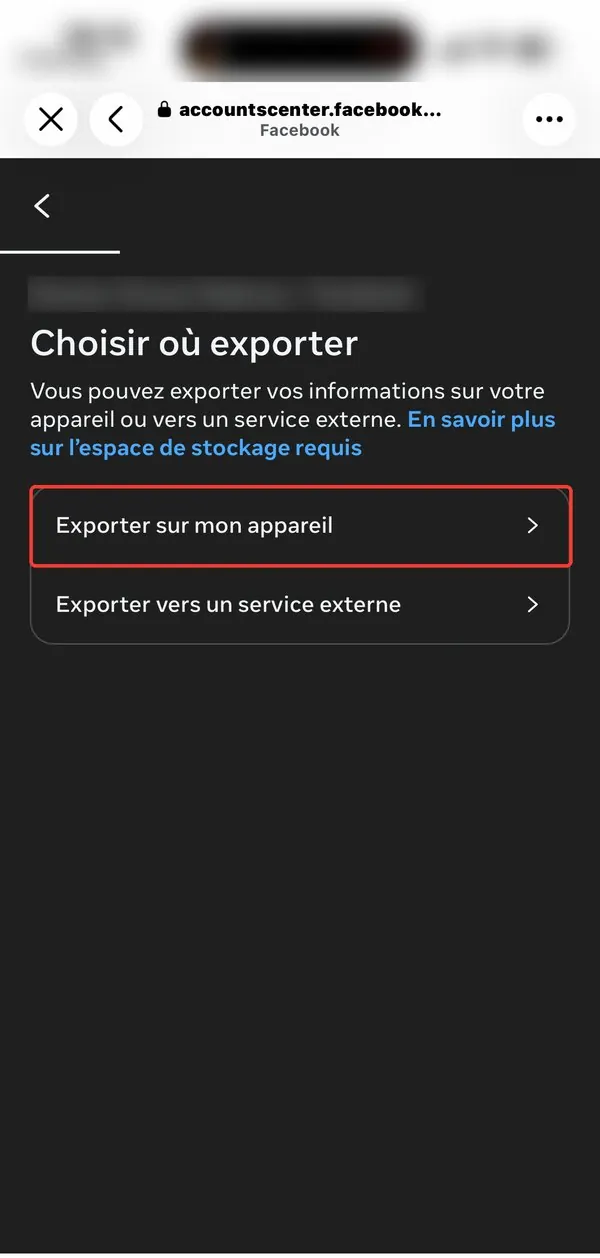 accountscenter.facebook...
Facebook
Choisir où exporter
Vous pouvez exporter vos informations sur votre
appareil ou vers un service externe. En savoir plus
sur l’espace de stockage requis
Exporter sur mon appareil
Exporter vers un service externe